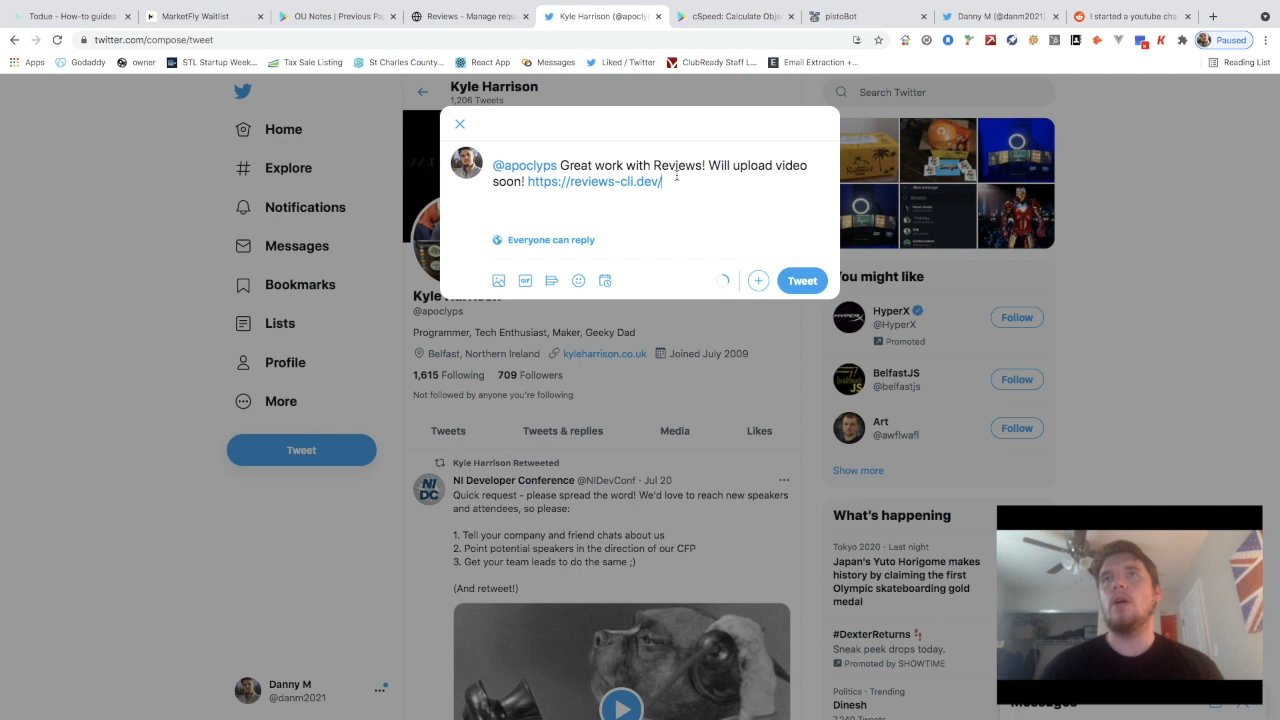 Todoe - How-to guides
MarketFly Waitlist
OU Notes | Previous Pa
Reviews - Manage requ
Kyle Harrison (@apocly
cSpeed: Calculate Obje
pistoBot
Danny M (@danm2021)
I started a youtube cha
twitter.com/compose/tweet
Paused
Apps
Godaddy
owner
STL Startup Week...
Tax Sale Listing
St Charles County...
React App
Messages
Liked / Twitter
ClubReady Staff L...
Email Extraction +...
Reading List
Kyle Harrison
1,206 Tweets
Search Twitter
Home
Explore
Notifications
Messages
Bookmarks
Lists
Profile
More
Tweet
@apoclyps Great work with Reviews! Will upload video
soon! https://reviews-cli.dev/
Everyone can reply
GIF
Tweet
@apoclyps
Programmer, Tech Enthusiast, Maker, Geeky Dad
Belfast, Northern Ireland kyleharrison.co.uk Joined July 2009
1,615 Following 709 Followers
Not followed by anyone you're following
Tweets
Tweets & replies
Media
Likes
Kyle Harrison Retweeted
NI Developer Conference @NIDevConf · Jul 20
Quick request - please spread the word! We'd love to reach new speakers
and attendees, so please:
1. Tell your company and friend chats about us
2. Point potential speakers in the direction of our CFP
3. Get your team leads to do the same ;)
(And retweet!)
NI
DC
You might like
HyperX
@HyperX
Promoted
Follow
BelfastJS
@belfastjs
Follow
Art
@awflwafl
Follow
Show more
What's happening
Tokyo 2020 · Last night
Japan's Yuto Horigome makes
history by claiming the first
Olympic skateboarding gold
medal
#DexterReturns
Sneak peek drops today.
Promoted by SHOWTIME
Politics · Trending
Dinesh
7,240 Tweets
Messages
Danny M
@danm2021